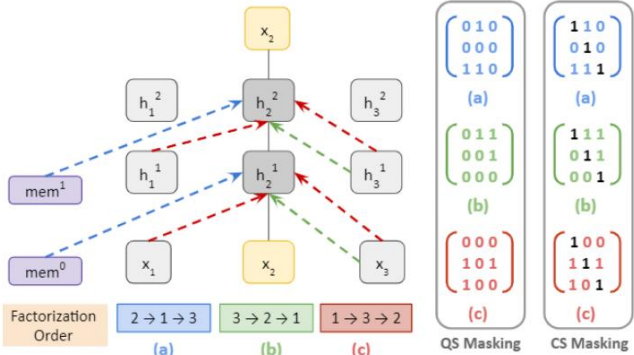 x2
h1^2 h2^2 h3^2
mem^1 h1^1 h2^1 h3^1
mem^0 x1 x2 x3
Factorization Order
2 → 1 → 3 3 → 2 → 1 1 → 3 → 2
(a) (b) (c)
0 1 0
0 0 0
1 1 0
(a)
0 1 1
0 0 1
0 0 0
(b)
0 0 0
1 0 1
1 0 0
(c)
QS Masking
1 1 0
0 1 0
1 1 1
(a)
1 1 1
0 1 1
0 0 1
(b)
1 0 0
1 1 1
1 0 1
(c)
CS Masking